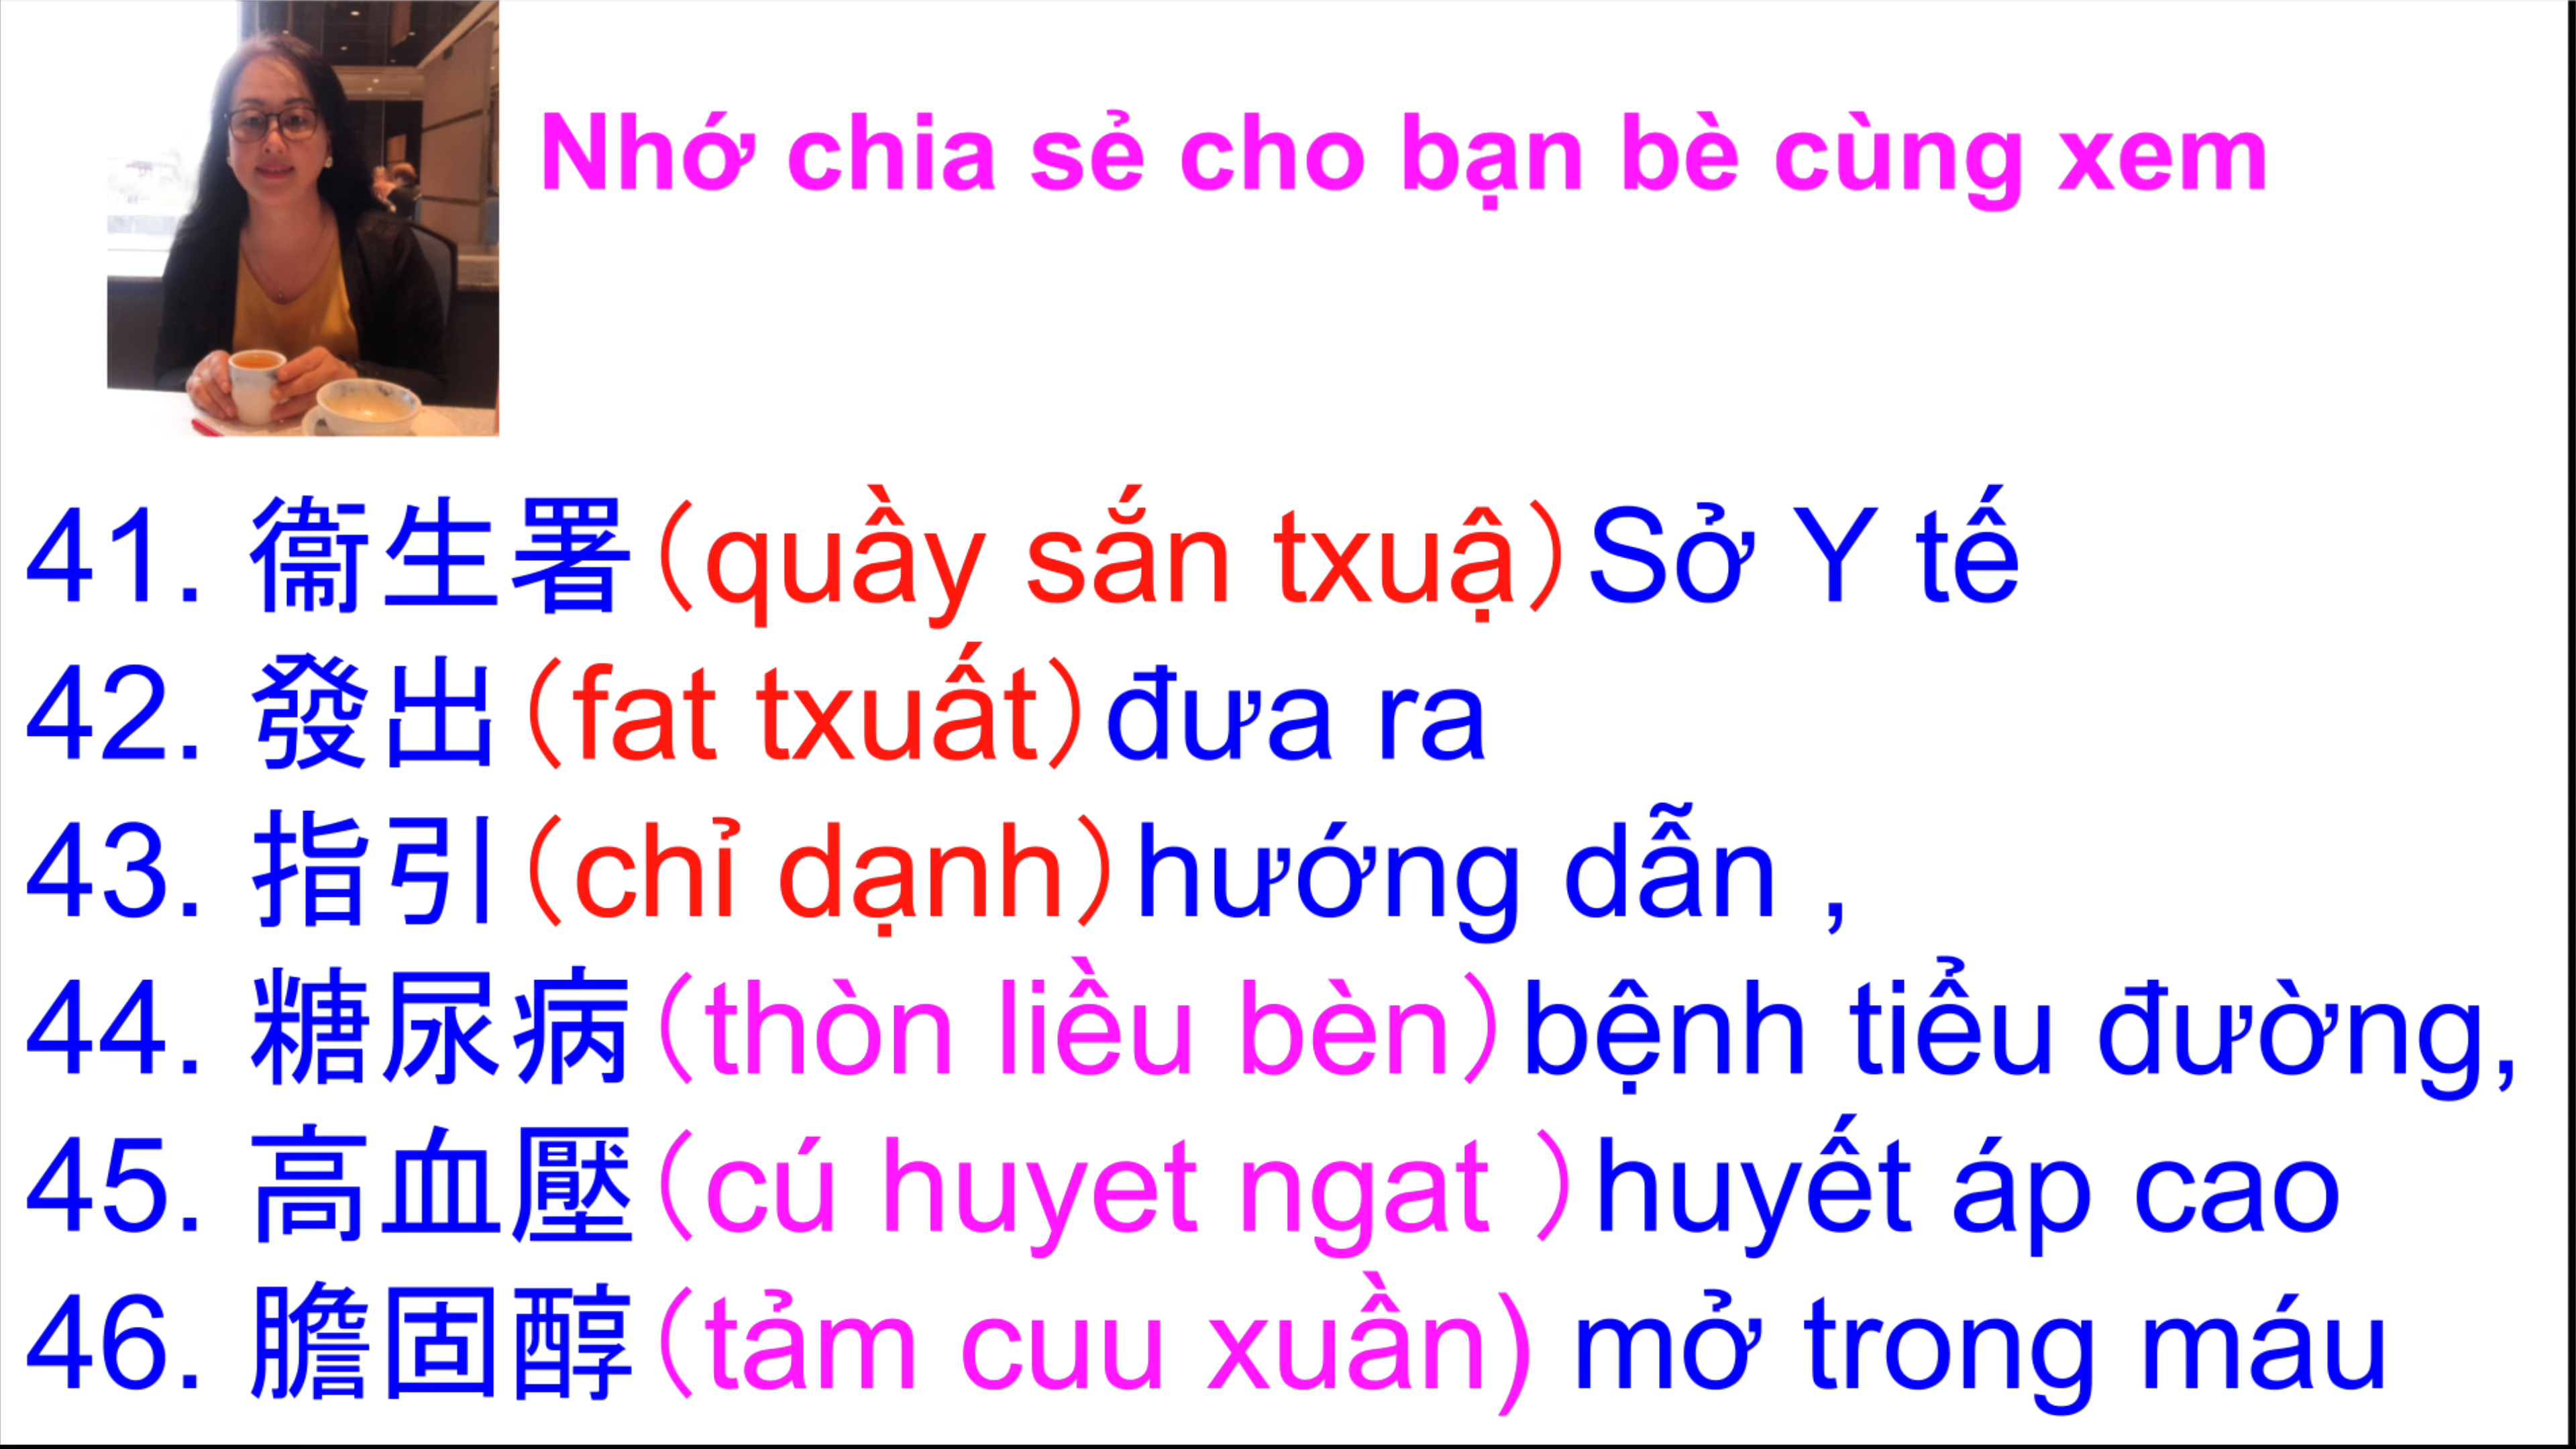 Nhớ chia sẻ cho bạn bè cùng xem
41. 衞生署（quầy sắn txuậ）Sở Y tế
42. 發出（fat txuất）đưa ra
43. 指引（chỉ dạnh）hướng dẫn ,
44. 糖尿病（thòn liều bèn）bệnh tiểu đường,
45. 高血壓（cú huyet ngat ）huyết áp cao
46. 膽固醇（tảm cuu xuần) mở trong máu